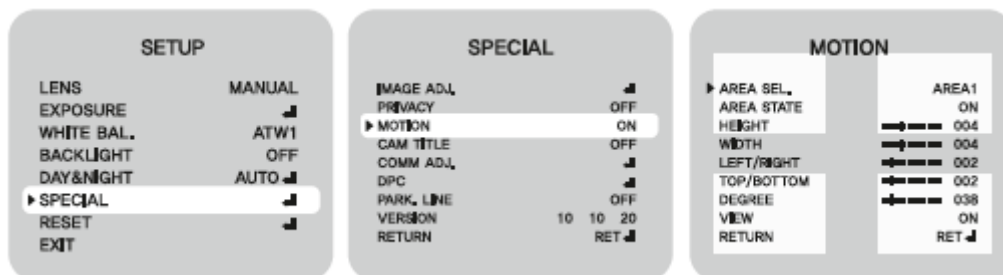 SETUP
LENS MANUAL
EXPOSURE
WHITE BAL. ATW1
BACKLIGHT OFF
DAY&NIGHT AUTO
SPECIAL
RESET
EXIT
SPECIAL
IMAGE ADJ.
PRIVACY OFF
MOTION ON
CAM TITLE OFF
COMM ADJ.
DPC
PARK. LINE OFF
VERSION 10 10 20
RETURN RET
MOTION
AREA SEL. AREA1
AREA STATE ON
HEIGHT 004
WIDTH 004
LEFT/RIGHT 002
TOP/BOTTOM 002
DEGREE 038
VIEW ON
RETURN RET